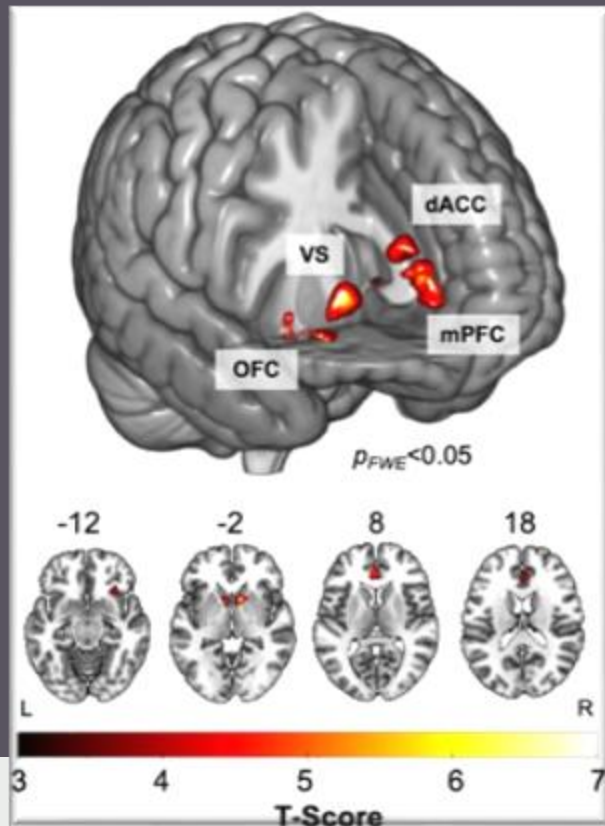 dACC
VS
mPFC
OFC
pFWE<0.05
-12 -2 8 18
L R
3 4 5 6 7
T-Score